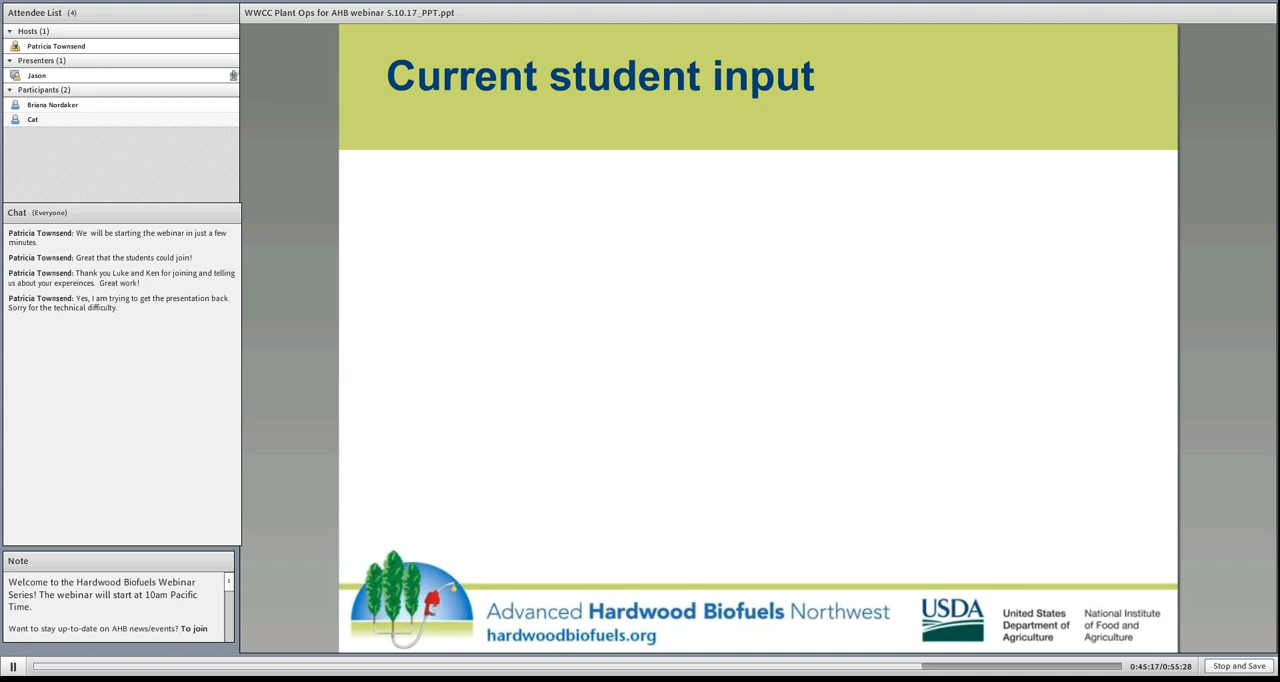 Attendee List (4)
Hosts (1)
Patricia Townsend
Presenters (1)
Jason
Participants (2)
Briana Nordaker
Cat
Chat (Everyone)
Patricia Townsend: We will be starting the webinar in just a few
minutes.
Patricia Townsend: Great that the students could join!
Patricia Townsend: Thank you Luke and Ken for joining and telling
us about your expereinces. Great work!
Patricia Townsend: Yes, I am trying to get the presentation back.
Sorry for the technical difficulty.
Note
Welcome to the Hardwood Biofuels Webinar
Series! The webinar will start at 10am Pacific
Time.
Want to stay up-to-date on AHB news/events? To join
WWCC Plant Ops for AHB webinar 5.10.17_PPT.ppt
Current student input
Advanced Hardwood Biofuels Northwest
hardwoodbiofuels.org
USDA
United States
Department of
Agriculture
National Institute
of Food and
Agriculture
0:45:17/0:55:28
Stop and Save